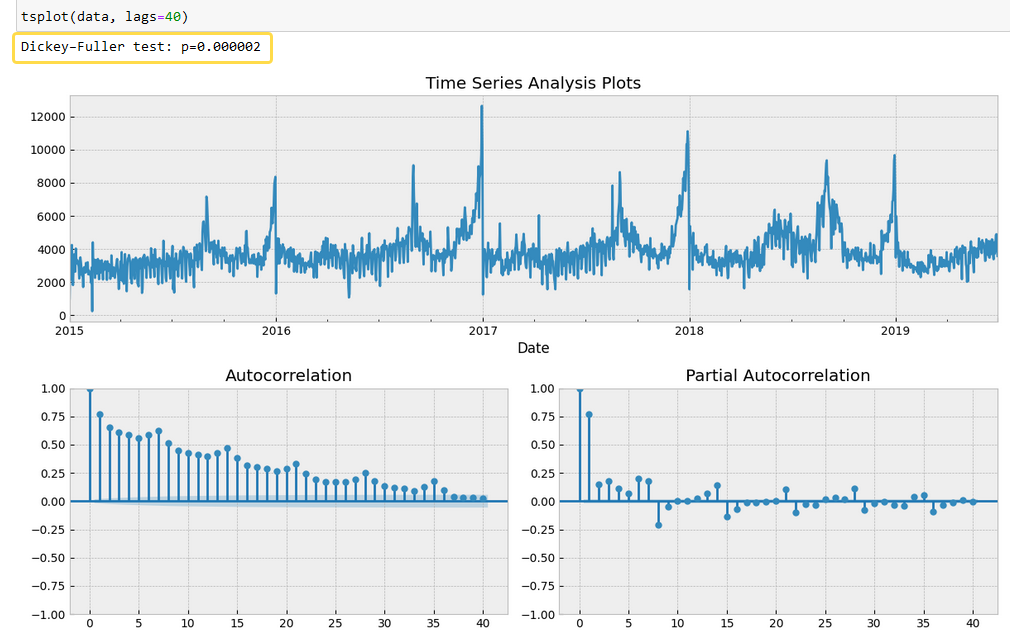 tsplot(data, lags=40)
Dickey-Fuller test: p=0.000002
Time Series Analysis Plots
12000
10000
8000
6000
4000
2000
0
2015 2016 2017 2018 2019
Date
Autocorrelation Partial Autocorrelation
1.00 1.00
0.75 0.75
0.50 0.50
0.25 0.25
0.00 0.00
−0.25 −0.25
−0.50 −0.50
−0.75 −0.75
−1.00 −1.00
0 5 10 15 20 25 30 35 40 0 5 10 15 20 25 30 35 40